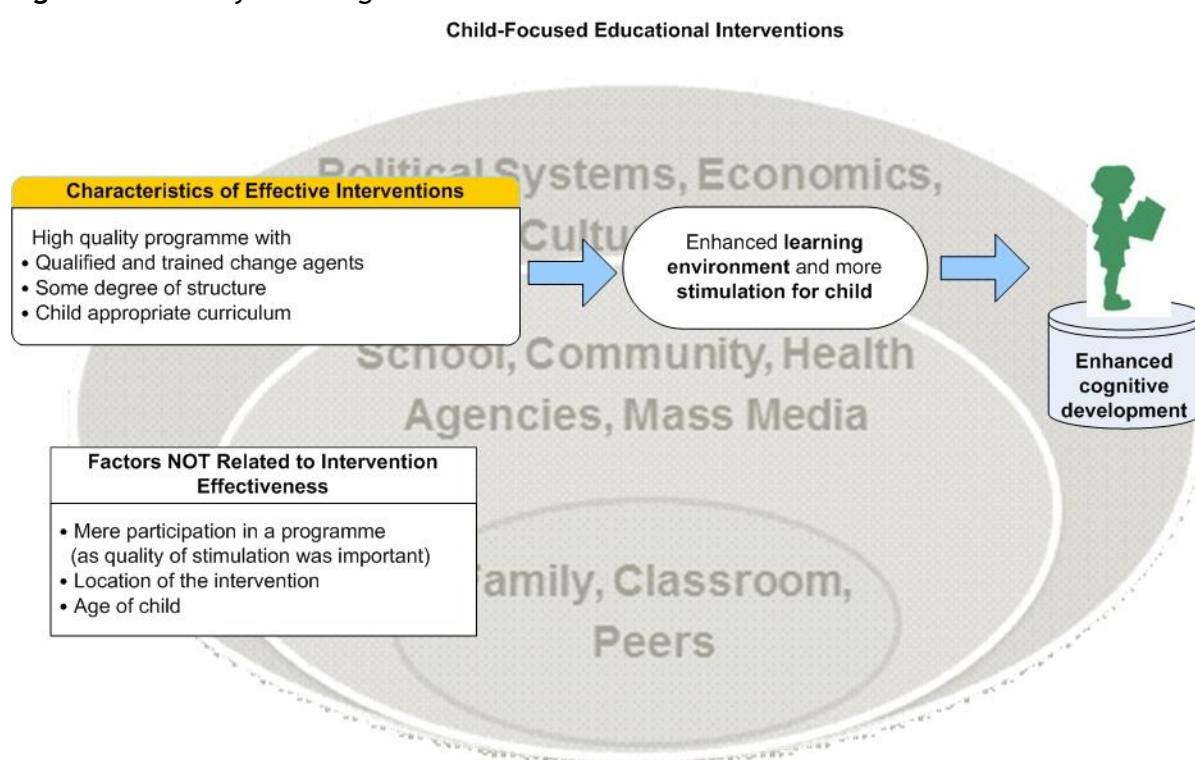 Child-Focused Educational Interventions
Political Systems, Economics,
Cultu
Characteristics of Effective Interventions
High quality programme with
• Qualified and trained change agents
• Some degree of structure
• Child appropriate curriculum
Enhanced learning
environment and more
stimulation for child
Enhanced
cognitive
development
School, Community, Health
Agencies, Mass Media
Factors NOT Related to Intervention
Effectiveness
• Mere participation in a programme
(as quality of stimulation was important)
• Location of the intervention
• Age of child
Family, Classroom,
Peers